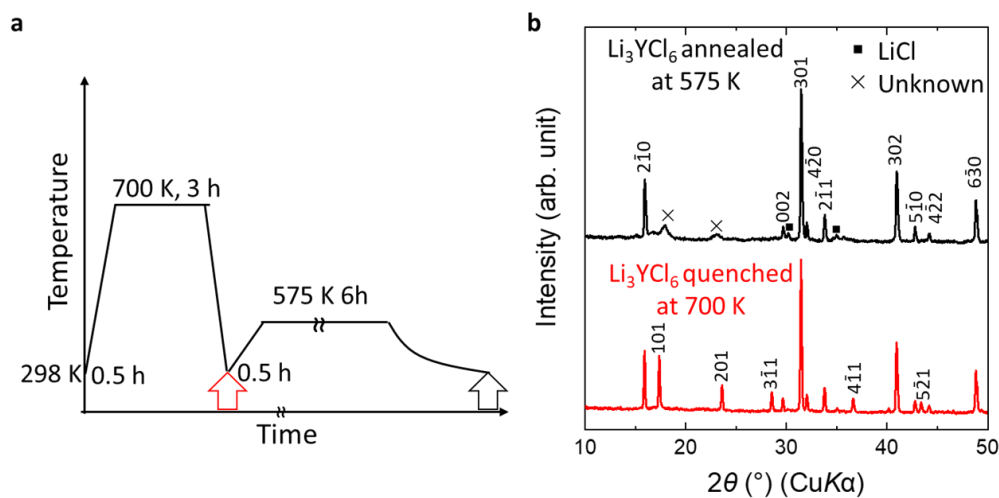 a
Temperature
700 K, 3 h
575 K 6h
298 K
0.5 h
0.5 h
Time
b
Intensity (arb. unit)
Li₃YCl₆ annealed
at 575 K
■ LiCl
× Unknown
21̄0
002
301
42̄0
21̄1
302
51̄0
42̄2
63̄0
Li₃YCl₆ quenched
at 700 K
101
201
31̄1
41̄1
52̄1
10 20 30 40 50
2θ (°) (CuKα)